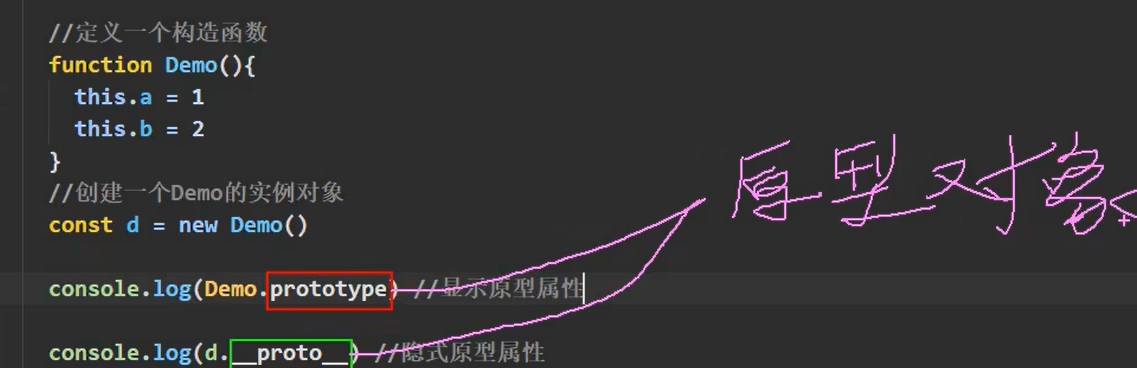 //定义一个构造函数
function Demo(){
this.a = 1
this.b = 2
}
//创建一个Demo的实例对象
const d = new Demo()
原型对象
console.log(Demo.prototype) //显示原型属性
console.log(d.__proto__) //隐式原型属性